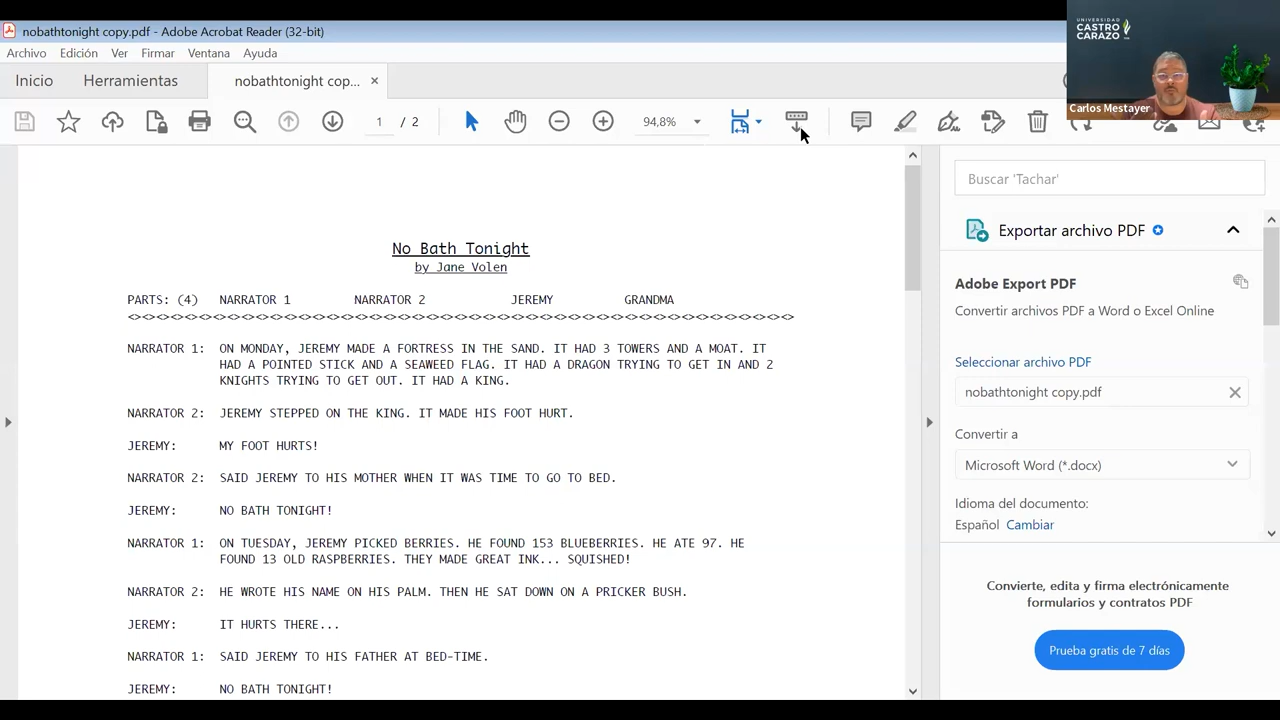 nobathtonight copy.pdf - Adobe Acrobat Reader (32-bit)
Archivo Edición Ver Firmar Ventana Ayuda
Inicio Herramientas nobathtonight cop... ×
1 / 2 94,8%
UNIVERSIDAD
CASTRO
CARAZO
Carlos Mestayer
No Bath Tonight
by Jane Volen
PARTS: (4) NARRATOR 1 NARRATOR 2 JEREMY GRANDMA
<><><><><><><><><><><><><><><><><><><><><><><><><><><><><><><><><><><><><><><><><><><><><><>
NARRATOR 1: ON MONDAY, JEREMY MADE A FORTRESS IN THE SAND. IT HAD 3 TOWERS AND A MOAT. IT
HAD A POINTED STICK AND A SEAWEED FLAG. IT HAD A DRAGON TRYING TO GET IN AND 2
KNIGHTS TRYING TO GET OUT. IT HAD A KING.
NARRATOR 2: JEREMY STEPPED ON THE KING. IT MADE HIS FOOT HURT.
JEREMY: MY FOOT HURTS!
NARRATOR 2: SAID JEREMY TO HIS MOTHER WHEN IT WAS TIME TO GO TO BED.
JEREMY: NO BATH TONIGHT!
NARRATOR 1: ON TUESDAY, JEREMY PICKED BERRIES. HE FOUND 153 BLUEBERRIES. HE ATE 97. HE
FOUND 13 OLD RASPBERRIES. THEY MADE GREAT INK... SQUISHED!
NARRATOR 2: HE WROTE HIS NAME ON HIS PALM. THEN HE SAT DOWN ON A PRICKER BUSH.
JEREMY: IT HURTS THERE...
NARRATOR 1: SAID JEREMY TO HIS FATHER AT BED-TIME.
JEREMY: NO BATH TONIGHT!
Buscar 'Tachar'
Exportar archivo PDF
Adobe Export PDF
Convertir archivos PDF a Word o Excel Online
Seleccionar archivo PDF
nobathtonight copy.pdf
Convertir a
Microsoft Word (*.docx)
Idioma del documento:
Español Cambiar
Convierte, edita y firma electrónicamente
formularios y contratos PDF
Prueba gratis de 7 días